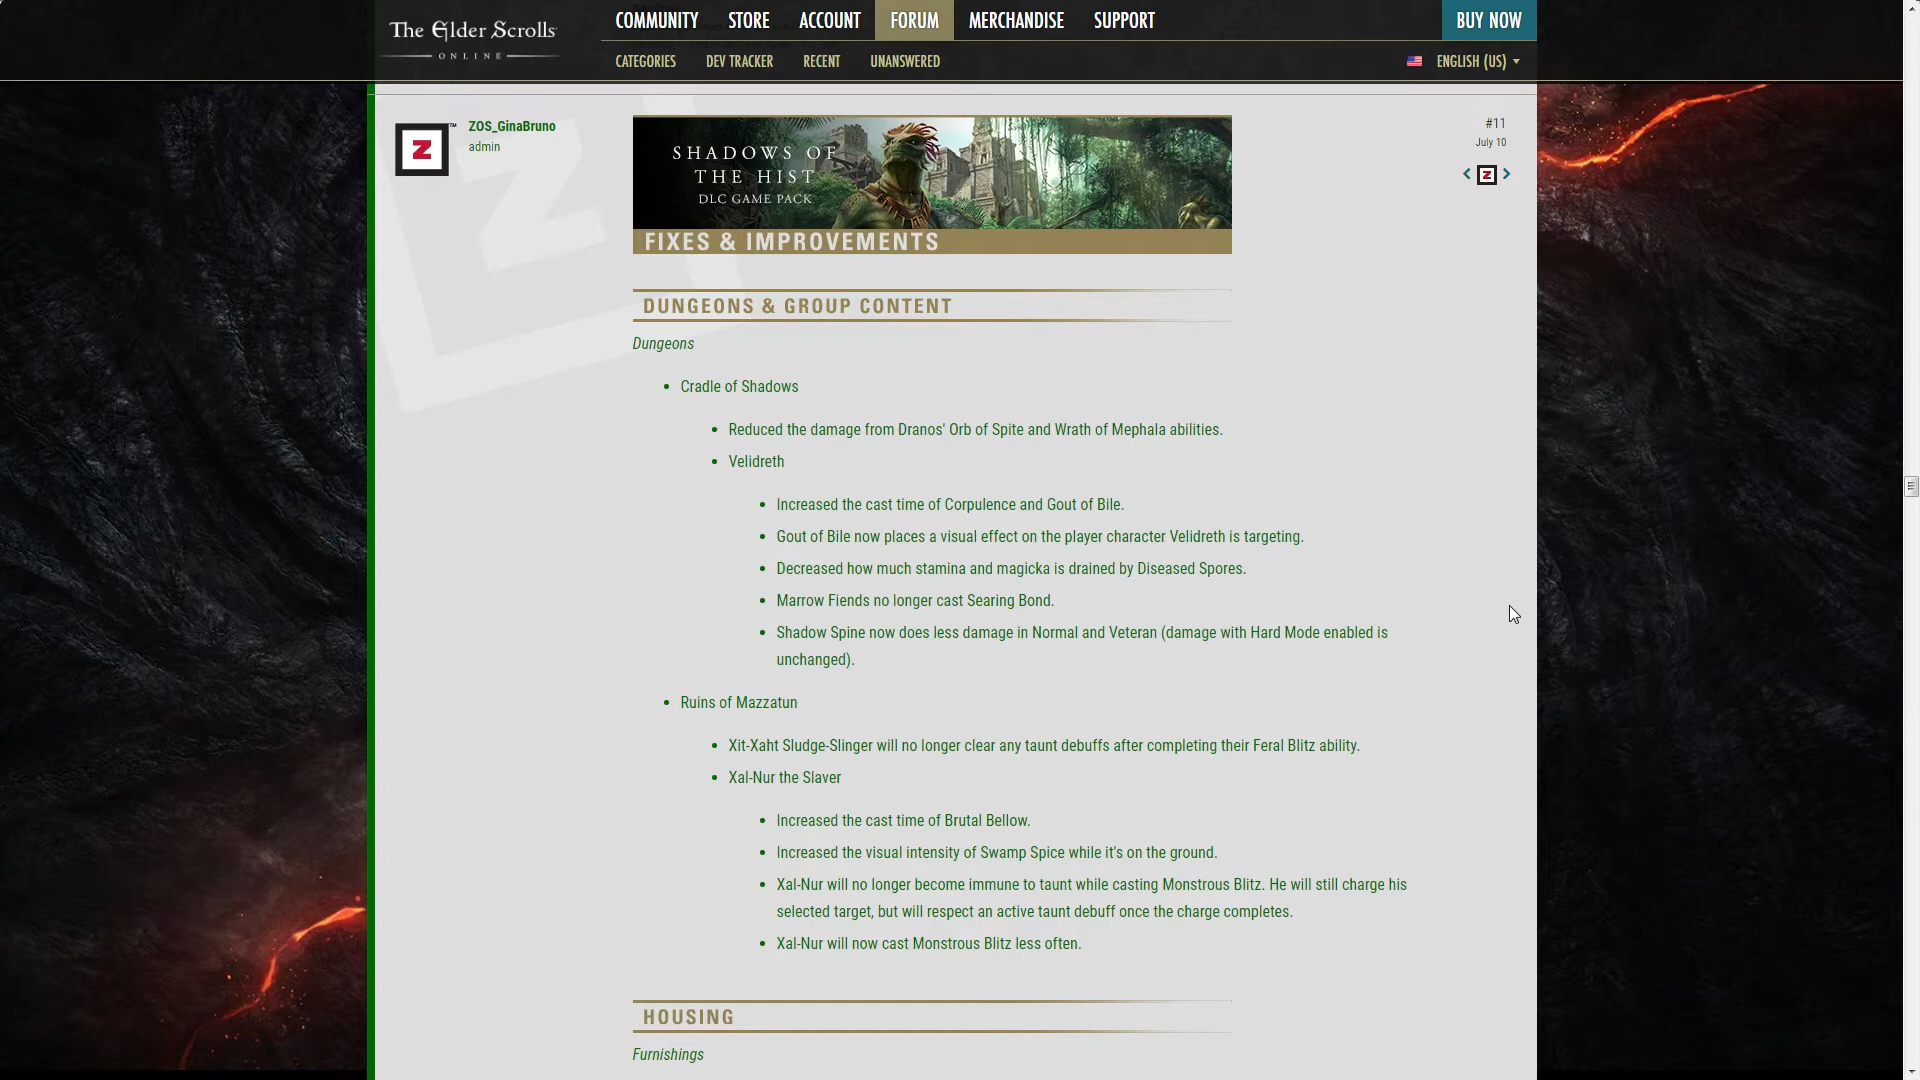 The Elder Scrolls
ONLINE
COMMUNITY STORE ACCOUNT FORUM MERCHANDISE SUPPORT BUY NOW
CATEGORIES DEV TRACKER RECENT UNANSWERED ENGLISH (US)
ZOS_GinaBruno
admin
#11
July 10
SHADOWS OF
THE HIST
DLC GAME PACK
FIXES & IMPROVEMENTS
DUNGEONS & GROUP CONTENT
Dungeons
• Cradle of Shadows
• Reduced the damage from Dranos' Orb of Spite and Wrath of Mephala abilities.
• Velidreth
• Increased the cast time of Corpulence and Gout of Bile.
• Gout of Bile now places a visual effect on the player character Velidreth is targeting.
• Decreased how much stamina and magicka is drained by Diseased Spores.
• Marrow Fiends no longer cast Searing Bond.
• Shadow Spine now does less damage in Normal and Veteran (damage with Hard Mode enabled is
unchanged).
• Ruins of Mazzatun
• Xit-Xaht Sludge-Slinger will no longer clear any taunt debuffs after completing their Feral Blitz ability.
• Xal-Nur the Slaver
• Increased the cast time of Brutal Bellow.
• Increased the visual intensity of Swamp Spice while it's on the ground.
• Xal-Nur will no longer become immune to taunt while casting Monstrous Blitz. He will still charge his
selected target, but will respect an active taunt debuff once the charge completes.
• Xal-Nur will now cast Monstrous Blitz less often.
HOUSING
Furnishings